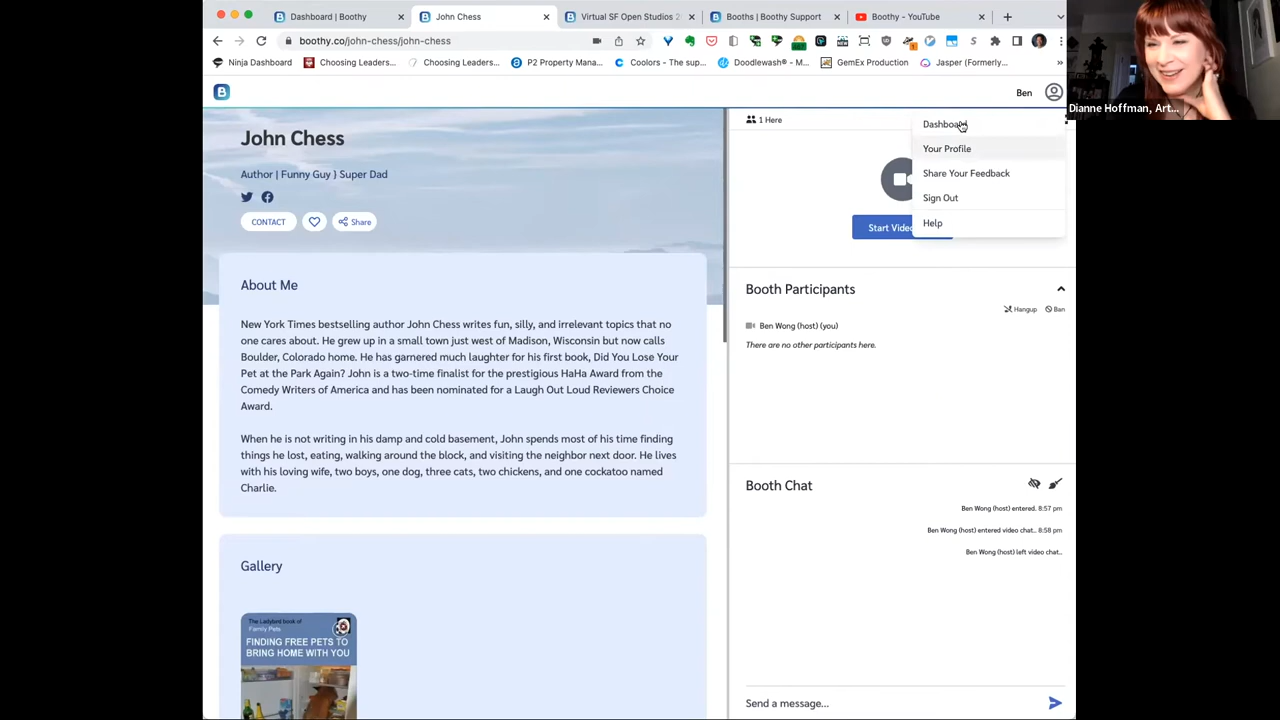 Dashboard | Boothy
John Chess
Virtual SF Open Studios 2
Booths | Boothy Support
Boothy - YouTube
boothy.co/john-chess/john-chess
Ninja Dashboard
Choosing Leaders...
Choosing Leaders...
P2 Property Mana...
Coolors - The sup...
Doodlewash® - M...
GemEx Production
Jasper (Formerly...
Ben
Dianne Hoffman, Art...
John Chess
Author | Funny Guy } Super Dad
CONTACT
Share
About Me
New York Times bestselling author John Chess writes fun, silly, and irrelevant topics that no
one cares about. He grew up in a small town just west of Madison, Wisconsin but now calls
Boulder, Colorado home. He has garnered much laughter for his first book, Did You Lose Your
Pet at the Park Again? John is a two-time finalist for the prestigious HaHa Award from the
Comedy Writers of America and has been nominated for a Laugh Out Loud Reviewers Choice
Award.
When he is not writing in his damp and cold basement, John spends most of his time finding
things he lost, eating, walking around the block, and visiting the neighbor next door. He lives
with his loving wife, two boys, one dog, three cats, two chickens, and one cockatoo named
Charlie.
Gallery
The Ladybird book of
Family Pets
FINDING FREE PETS TO
BRING HOME WITH YOU
1 Here
Dashboard
Your Profile
Share Your Feedback
Sign Out
Help
Start Vide
Booth Participants
Hangup
Ban
Ben Wong (host) (you)
There are no other participants here.
Booth Chat
Ben Wong (host) entered. 8:57 pm
Ben Wong (host) entered video chat.. 8:58 pm
Ben Wong (host) left video chat..
Send a message...